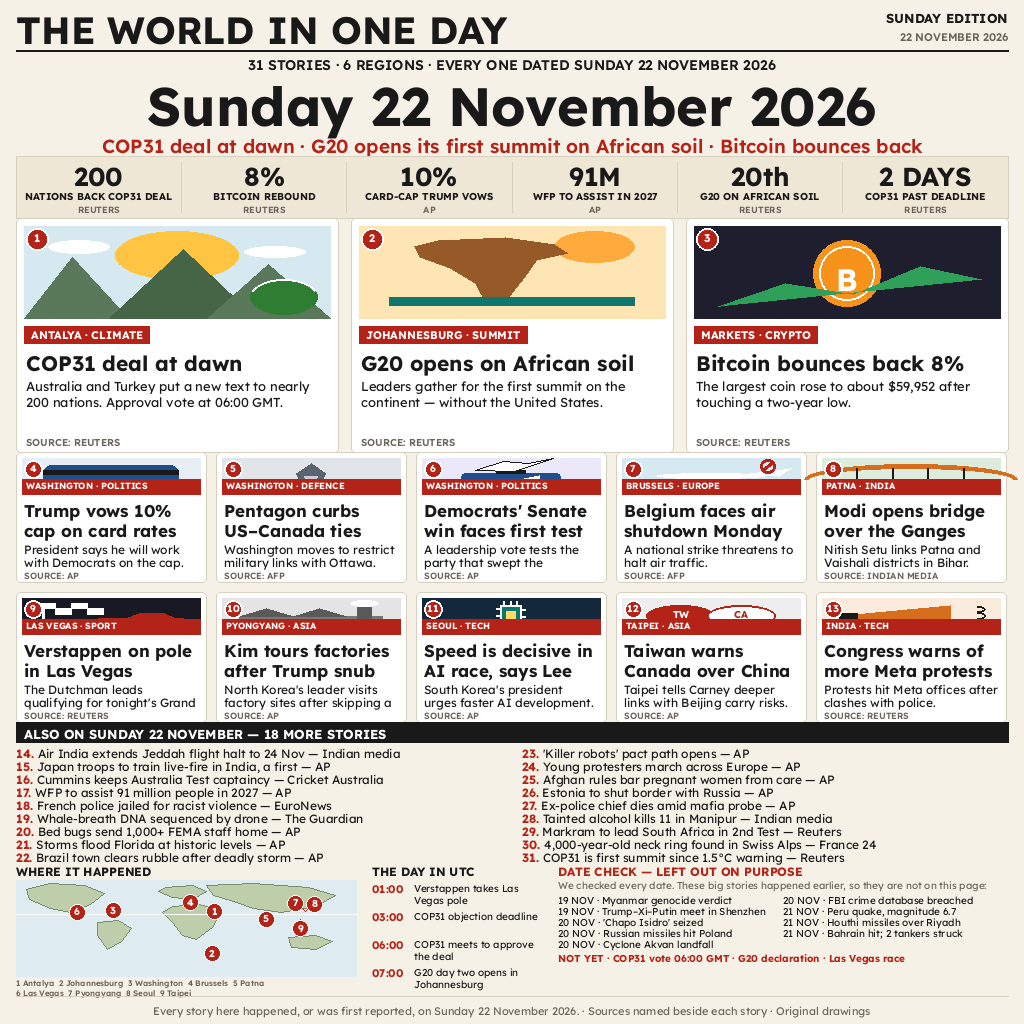 THE WORLD IN ONE DAY
SUNDAY EDITION
22 NOVEMBER 2026
31 STORIES · 6 REGIONS · EVERY ONE DATED SUNDAY 22 NOVEMBER 2026
Sunday 22 November 2026
COP31 deal at dawn · G20 opens its first summit on African soil · Bitcoin bounces back
200
NATIONS BACK COP31 DEAL
REUTERS
8%
BITCOIN REBOUND
REUTERS
10%
CARD-CAP TRUMP VOWS
AP
91M
WFP TO ASSIST IN 2027
AP
20th
G20 ON AFRICAN SOIL
REUTERS
2 DAYS
COP31 PAST DEADLINE
REUTERS
1
ANTALYA · CLIMATE
COP31 deal at dawn
Australia and Turkey put a new text to nearly
200 nations. Approval vote at 06:00 GMT.
SOURCE: REUTERS
2
JOHANNESBURG · SUMMIT
G20 opens on African soil
Leaders gather for the first summit on the
continent — without the United States.
SOURCE: REUTERS
3
B
MARKETS · CRYPTO
Bitcoin bounces back 8%
The largest coin rose to about $59,952 after
touching a two-year low.
SOURCE: REUTERS
4
WASHINGTON · POLITICS
Trump vows 10%
cap on card rates
President says he will work
with Democrats on the cap.
SOURCE: AP
5
WASHINGTON · DEFENCE
Pentagon curbs
US–Canada ties
Washington moves to restrict
military links with Ottawa.
SOURCE: AFP
6
WASHINGTON · POLITICS
Democrats' Senate
win faces first test
A leadership vote tests the
party that swept the
SOURCE: AP
7
BRUSSELS · EUROPE
Belgium faces air
shutdown Monday
A national strike threatens to
halt air traffic.
SOURCE: AFP
8
PATNA · INDIA
Modi opens bridge
over the Ganges
Nitish Setu links Patna and
Vaishali districts in Bihar.
SOURCE: INDIAN MEDIA
9
LAS VEGAS · SPORT
Verstappen on pole
in Las Vegas
The Dutchman leads
qualifying for tonight's Grand
SOURCE: REUTERS
10
PYONGYANG · ASIA
Kim tours factories
after Trump snub
North Korea's leader visits
factory sites after skipping a
SOURCE: AP
11
SEOUL · TECH
Speed is decisive in
AI race, says Lee
South Korea's president
urges faster AI development.
SOURCE: AP
12
TW
CA
TAIPEI · ASIA
Taiwan warns
Canada over China
Taipei tells Carney deeper
links with Beijing carry risks.
SOURCE: AP
13
INDIA · TECH
Congress warns of
more Meta protests
Protests hit Meta offices after
clashes with police.
SOURCE: REUTERS
ALSO ON SUNDAY 22 NOVEMBER — 18 MORE STORIES
14. Air India extends Jeddah flight halt to 24 Nov — Indian media
15. Japan troops to train live-fire in India, a first — AP
16. Cummins keeps Australia Test captaincy — Cricket Australia
17. WFP to assist 91 million people in 2027 — AP
18. French police jailed for racist violence — EuroNews
19. Whale-breath DNA sequenced by drone — The Guardian
20. Bed bugs send 1,000+ FEMA staff home — AP
21. Storms flood Florida at historic levels — AP
22. Brazil town clears rubble after deadly storm — AP
23. 'Killer robots' pact path opens — AP
24. Young protesters march across Europe — AP
25. Afghan rules bar pregnant women from care — AP
26. Estonia to shut border with Russia — AP
27. Ex-police chief dies amid mafia probe — AP
28. Tainted alcohol kills 11 in Manipur — Indian media
29. Markram to lead South Africa in 2nd Test — Reuters
30. 4,000-year-old neck ring found in Swiss Alps — France 24
31. COP31 is first summit since 1.5°C warning — Reuters
WHERE IT HAPPENED
6
3
4
1
5
7
8
9
2
1 Antalya 2 Johannesburg 3 Washington 4 Brussels 5 Patna
6 Las Vegas 7 Pyongyang 8 Seoul 9 Taipei
THE DAY IN UTC
01:00 Verstappen takes Las
Vegas pole
03:00 COP31 objection deadline
06:00 COP31 meets to approve
the deal
07:00 G20 day two opens in
Johannesburg
DATE CHECK — LEFT OUT ON PURPOSE
We checked every date. These big stories happened earlier, so they are not on this page:
19 NOV · Myanmar genocide verdict
19 NOV · Trump–Xi–Putin meet in Shenzhen
20 NOV · 'Chapo Isidro' seized
20 NOV · Russian missiles hit Poland
20 NOV · Cyclone Akvan landfall
20 NOV · FBI crime database breached
21 NOV · Peru quake, magnitude 6.7
21 NOV · Houthi missiles over Riyadh
21 NOV · Bahrain hit; 2 tankers struck
NOT YET · COP31 vote 06:00 GMT · G20 declaration · Las Vegas race
Every story here happened, or was first reported, on Sunday 22 November 2026. · Sources named beside each story · Original drawings